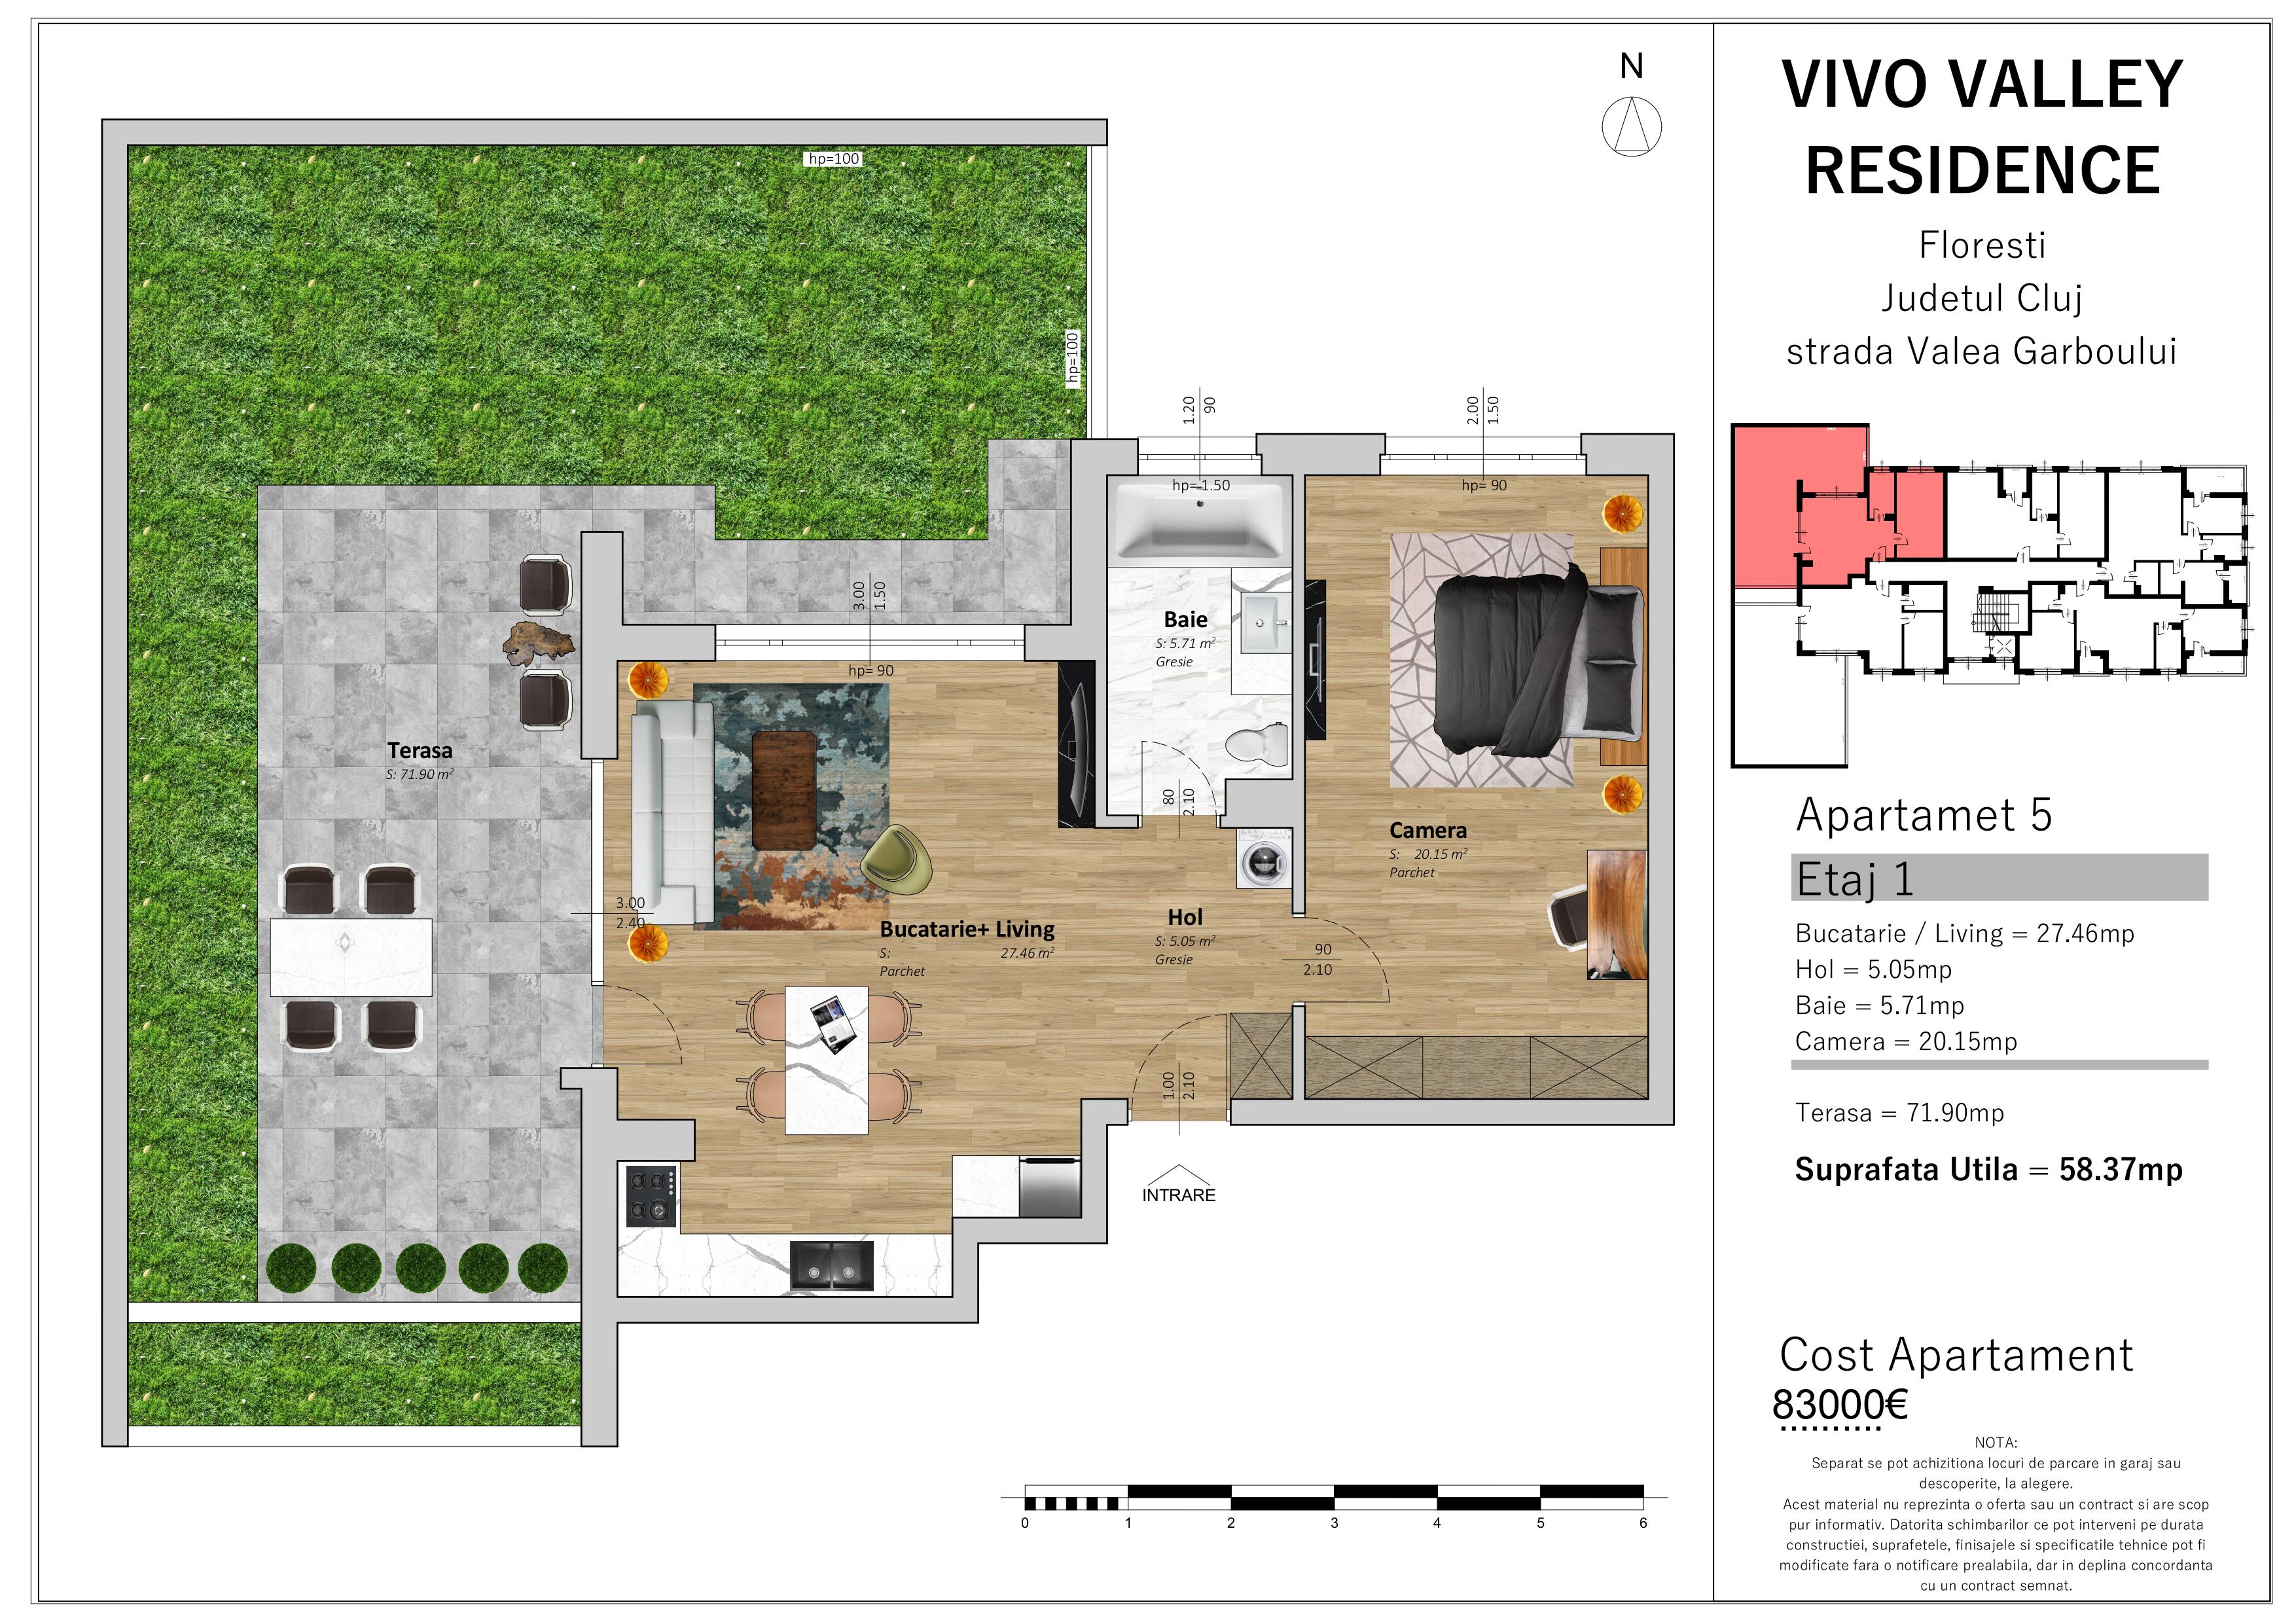 N
hp=100
hp=100
1.20
90
2.00
1.50
hp= 1.50
hp= 90
3.00
1.50
hp= 90
Baie
S: 5.71 m²
Gresie
Terasa
S: 71.90 m²
80
2.10
Camera
S: 20.15 m²
Parchet
3.00
2.40
Bucatarie+ Living
S: 27.46 m²
Parchet
Hol
S: 5.05 m²
Gresie
90
2.10
1.00
2.10
INTRARE
0 1 2 3 4 5 6
VIVO VALLEY
RESIDENCE
Floresti
Judetul Cluj
strada Valea Garboului
Apartamet 5
Etaj 1
Bucatarie / Living = 27.46mp
Hol = 5.05mp
Baie = 5.71mp
Camera = 20.15mp
Terasa = 71.90mp
Suprafata Utila = 58.37mp
Cost Apartament
83000€
..........
NOTA:
Separat se pot achizitiona locuri de parcare in garaj sau
descoperite, la alegere.
Acest material nu reprezinta o oferta sau un contract si are scop
pur informativ. Datorita schimbarilor ce pot interveni pe durata
constructiei, suprafetele, finisajele si specificatile tehnice pot fi
modificate fara o notificare prealabila, dar in deplina concordanta
cu un contract semnat.